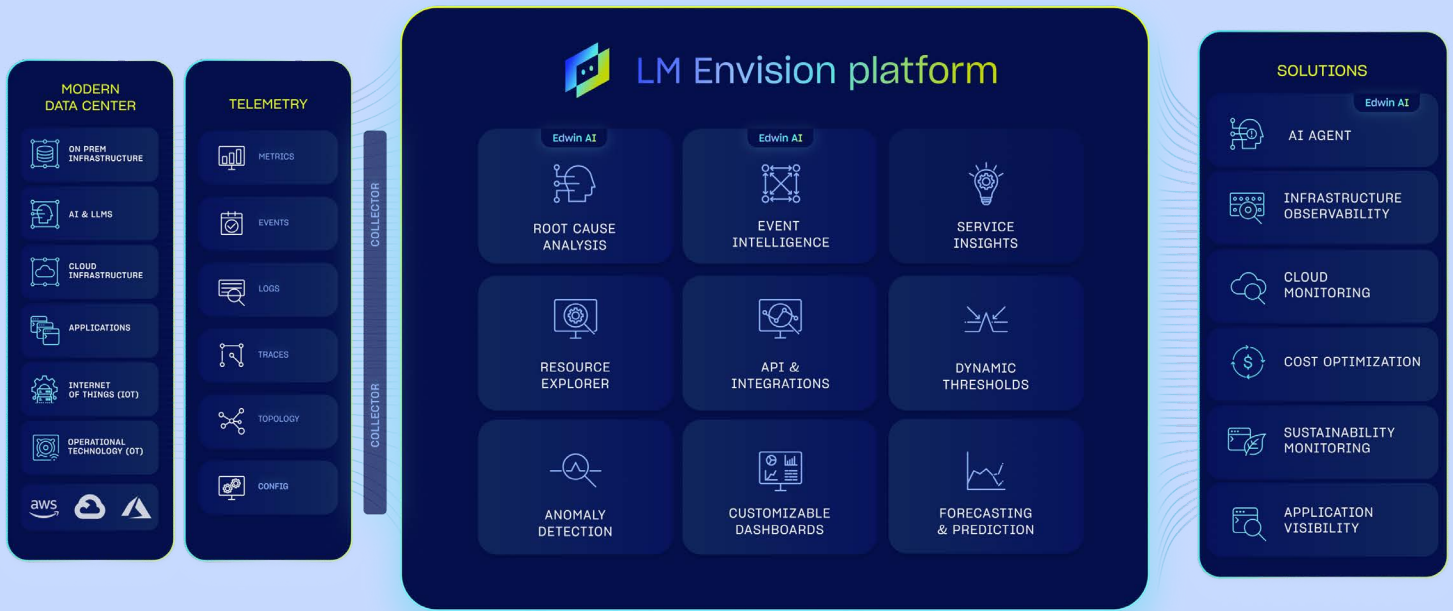 MODERN
DATA CENTER
ON PREM
INFRASTRUCTURE
AI & LLMS
CLOUD
INFRASTRUCTURE
APPLICATIONS
INTERNET
OF THINGS (IOT)
OPERATIONAL
TECHNOLOGY (OT)
aws
TELEMETRY
METRICS
EVENTS
LOGS
TRACES
TOPOLOGY
CONFIG
COLLECTOR
COLLECTOR
LM Envision platform
Edwin AI
ROOT CAUSE
ANALYSIS
Edwin AI
EVENT
INTELLIGENCE
SERVICE
INSIGHTS
RESOURCE
EXPLORER
API &
INTEGRATIONS
DYNAMIC
THRESHOLDS
ANOMALY
DETECTION
CUSTOMIZABLE
DASHBOARDS
FORECASTING
& PREDICTION
SOLUTIONS
Edwin AI
AI AGENT
INFRASTRUCTURE
OBSERVABILITY
CLOUD
MONITORING
COST OPTIMIZATION
SUSTAINABILITY
MONITORING
APPLICATION
VISIBILITY